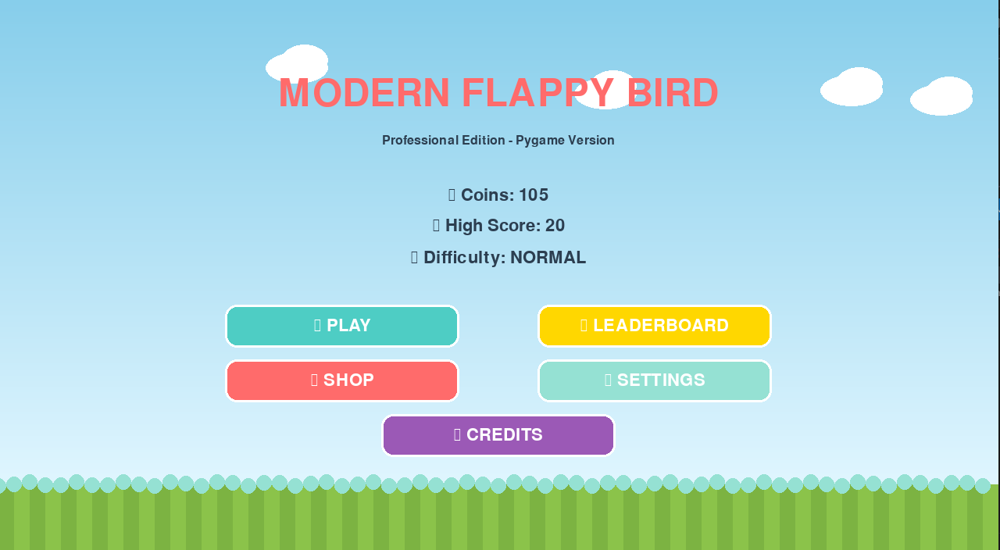 MODERN FLAPPY BIRD
Professional Edition - Pygame Version
Coins: 105
High Score: 20
Difficulty: NORMAL
PLAY
LEADERBOARD
SHOP
SETTINGS
CREDITS